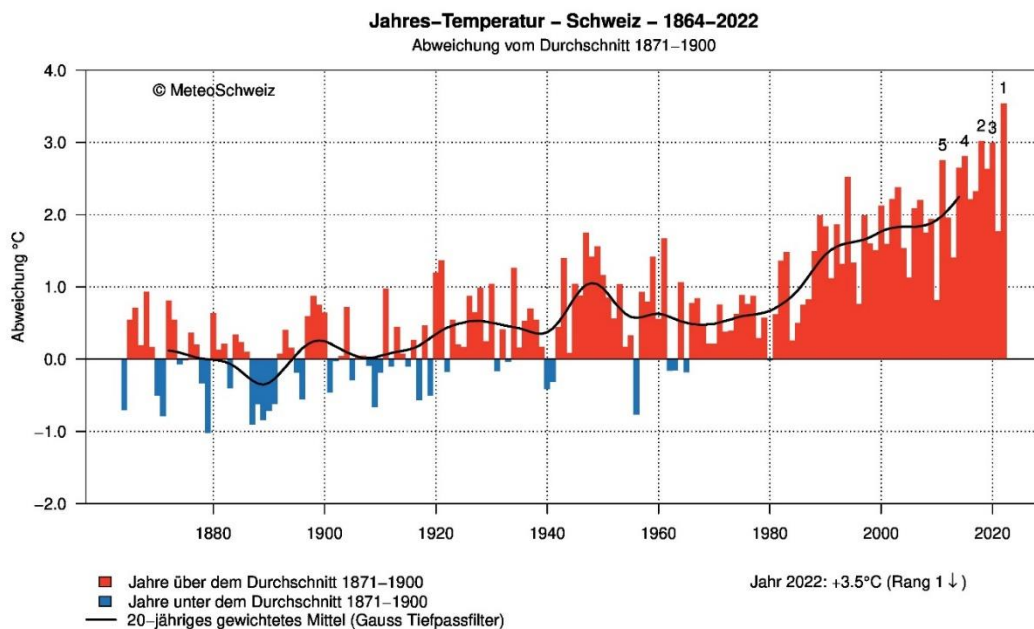 Jahres–Temperatur – Schweiz – 1864–2022
Abweichung vom Durchschnitt 1871–1900
© MeteoSchweiz
Abweichung °C
4.0
3.0
2.0
1.0
0.0
−1.0
−2.0
5
4
2
3
1
1880
1900
1920
1940
1960
1980
2000
2020
Jahre über dem Durchschnitt 1871–1900
Jahre unter dem Durchschnitt 1871–1900
20–jähriges gewichtetes Mittel (Gauss Tiefpassfilter)
Jahr 2022: +3.5°C (Rang 1 ↓)